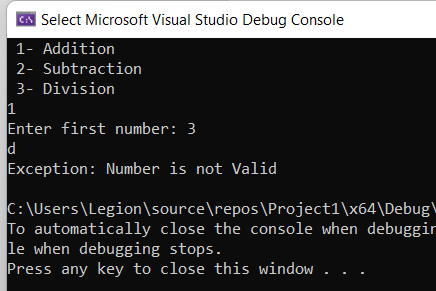 C:\ Select Microsoft Visual Studio Debug Console
1- Addition
2- Subtraction
3- Division
1
Enter first number: 3
d
Exception: Number is not Valid
C:\Users\Legion\source\repos\Project1\x64\Debug\
To automatically close the console when debuggin
le when debugging stops.
Press any key to close this window . . .